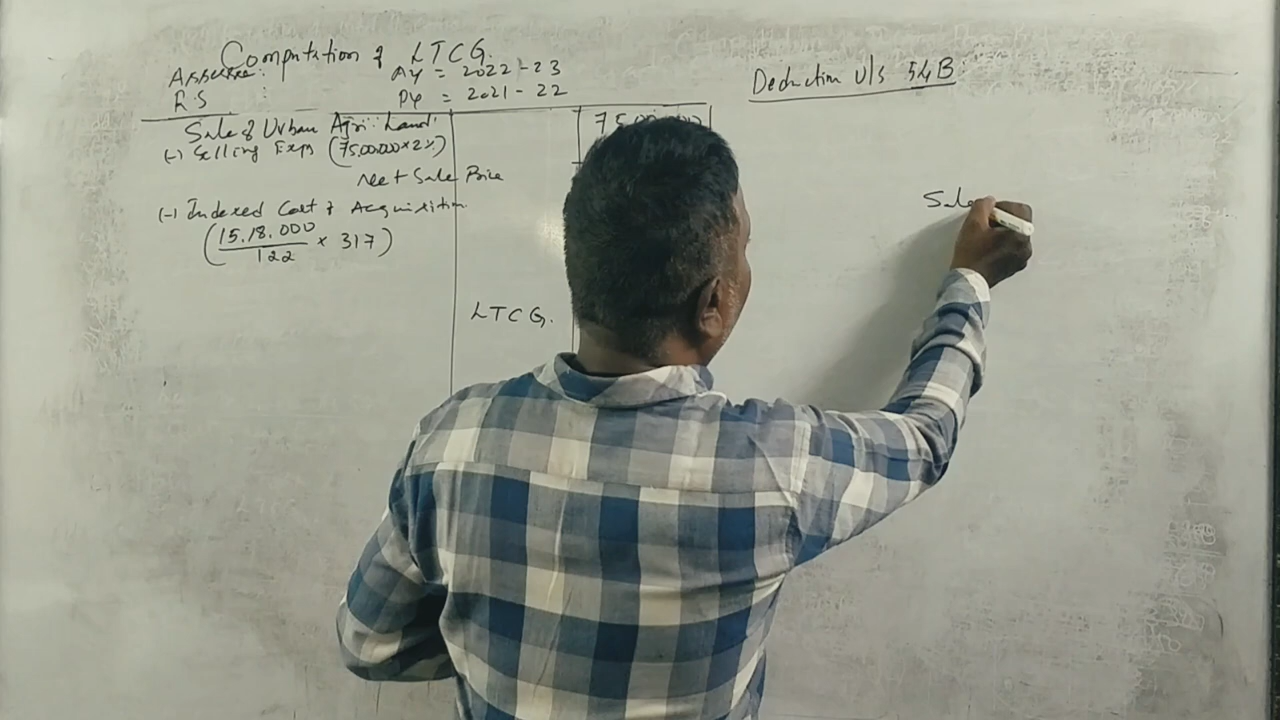 Computation of LTCG.
Assessee:
AY = 2022-23
R S :
PY = 2021-22
Sale of Urban Agri. Land. 75,00,000
(-) Selling Exps (75,00,000 x 2%)
Net Sale Price
(-) Indexed Cost of Acquisition
(15,18,000 / 122 x 317)
LTCG.
Deduction U/s 54B
Sale